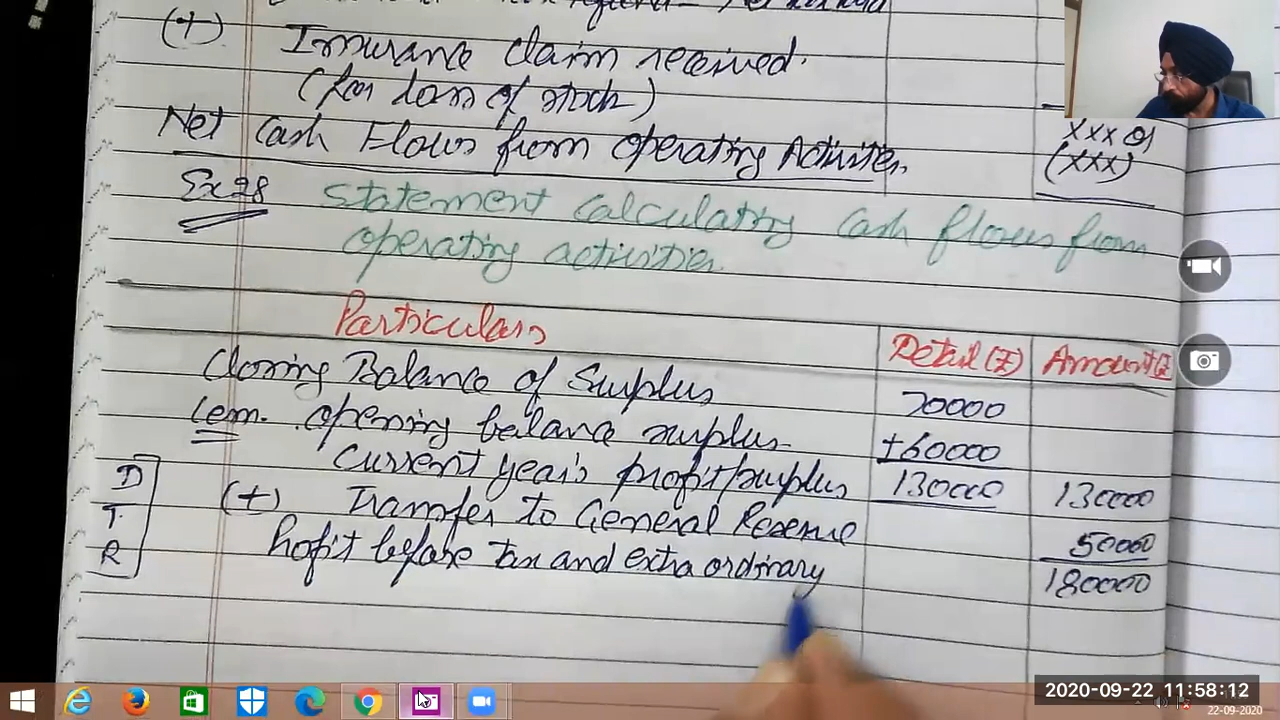 (+) Insurance claim received.
(for loss of stock)
Net Cash Flows from operating Activities.
xxx or
(xxx)
Ex 28 Statement calculating cash flows from
operating activities
Particulars Detail (₹) Amount (₹
Closing Balance of Surplus 70000
Less. opening balance surplus. +60000
Current year's profit/surplus 130000 130000
(+) Transfer to General Reserve 50000
Profit before Tax and extra ordinary 180000
D
T.
R
2020-09-22 11:58:12
22-09-2020